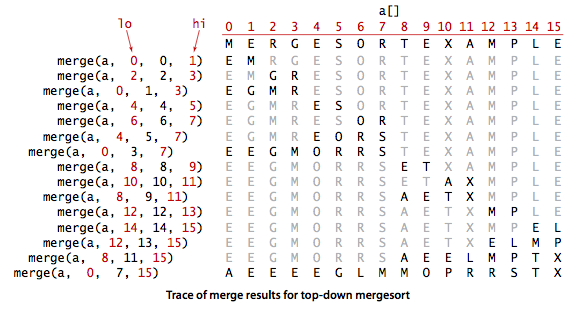 a[]
lo hi 0 1 2 3 4 5 6 7 8 9 10 11 12 13 14 15
M E R G E S O R T E X A M P L E
merge(a, 0, 0, 1) E M R G E S O R T E X A M P L E
merge(a, 2, 2, 3) E M G R E S O R T E X A M P L E
merge(a, 0, 1, 3) E G M R E S O R T E X A M P L E
merge(a, 4, 4, 5) E G M R E S O R T E X A M P L E
merge(a, 6, 6, 7) E G M R E S O R T E X A M P L E
merge(a, 4, 5, 7) E G M R E O R S T E X A M P L E
merge(a, 0, 3, 7) E E G M O R R S T E X A M P L E
merge(a, 8, 8, 9) E E G M O R R S E T X A M P L E
merge(a, 10, 10, 11) E E G M O R R S E T A X M P L E
merge(a, 8, 9, 11) E E G M O R R S A E T X M P L E
merge(a, 12, 12, 13) E E G M O R R S A E T X M P L E
merge(a, 14, 14, 15) E E G M O R R S A E T X M P E L
merge(a, 12, 13, 15) E E G M O R R S A E T X E L M P
merge(a, 8, 11, 15) E E G M O R R S A E E L M P T X
merge(a, 0, 7, 15) A E E E E G L M M O P R R S T X
Trace of merge results for top-down mergesort